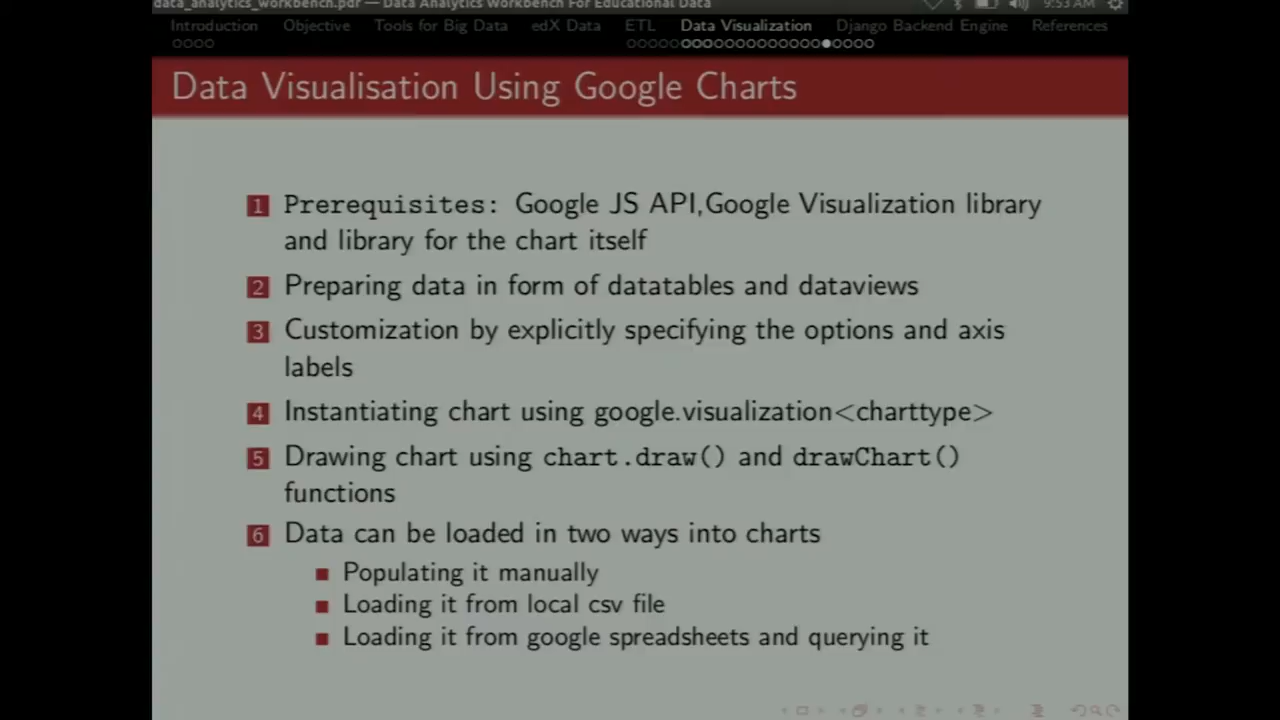 data_analytics_workbench.pdf — Data Analytics Workbench For Educational Data
9:53 AM
Introduction Objective Tools for Big Data edX Data ETL Data Visualization Django Backend Engine References
Data Visualisation Using Google Charts
1 Prerequisites: Google JS API,Google Visualization library
and library for the chart itself
2 Preparing data in form of datatables and dataviews
3 Customization by explicitly specifying the options and axis
labels
4 Instantiating chart using google.visualization<charttype>
5 Drawing chart using chart.draw() and drawChart()
functions
6 Data can be loaded in two ways into charts
Populating it manually
Loading it from local csv file
Loading it from google spreadsheets and querying it